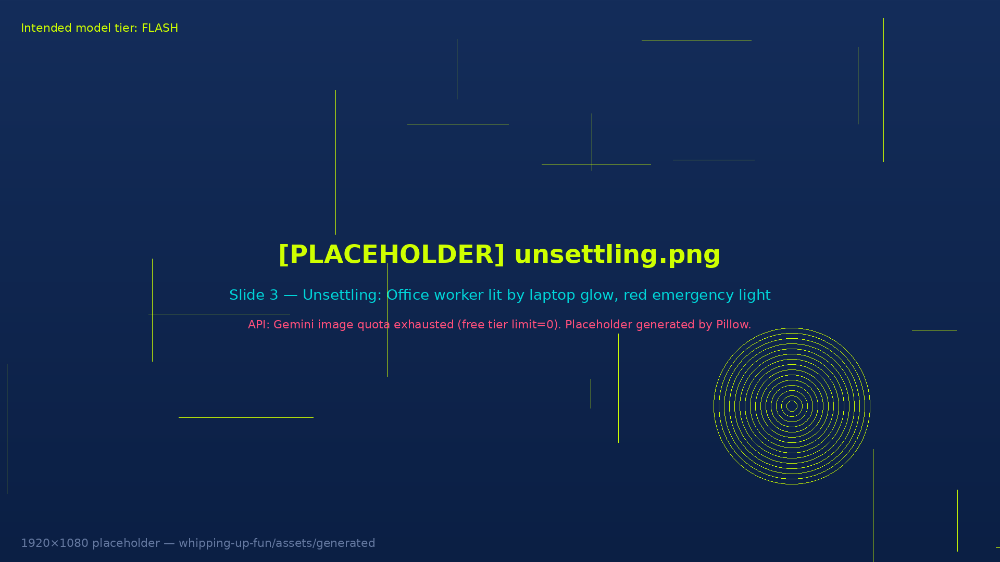 Intended model tier: FLASH
[PLACEHOLDER] unsettling.png
Slide 3 — Unsettling: Office worker lit by laptop glow, red emergency light
API: Gemini image quota exhausted (free tier limit=0). Placeholder generated by Pillow.
1920×1080 placeholder — whipping-up-fun/assets/generated